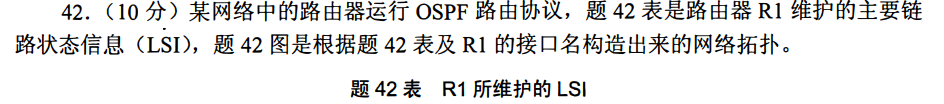 42．（10 分）某网络中的路由器运行 OSPF 路由协议，题 42 表是路由器 R1 维护的主要链
路状态信息（LSI），题 42 图是根据题 42 表及 R1 的接口名构造出来的网络拓扑。
题 42 表 R1 所维护的 LSI